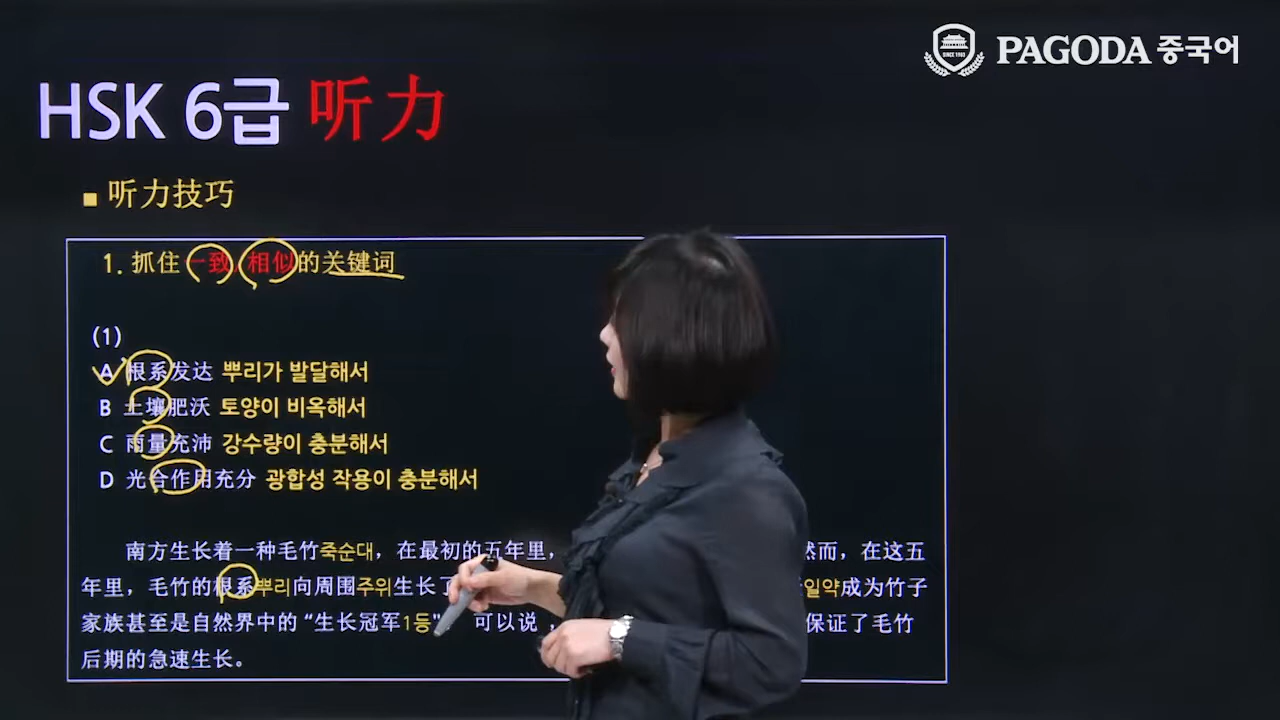 SINCE 1969
PAGODA 중국어
HSK 6급 听力
听力技巧
1. 抓住一致, 相似的关键词
(1)
A 根系发达 뿌리가 발달해서
B 土壤肥沃 토양이 비옥해서
C 雨量充沛 강수량이 충분해서
D 光合作用充分 광합성 작용이 충분해서
南方生长着一种毛竹죽순대，在最初的五年里， 然而，在这五
年里，毛竹的根系뿌리向周围주위生长了 일약成为竹子
家族甚至是自然界中的“生长冠军1등” 可以说， 保证了毛竹
后期的急速生长。